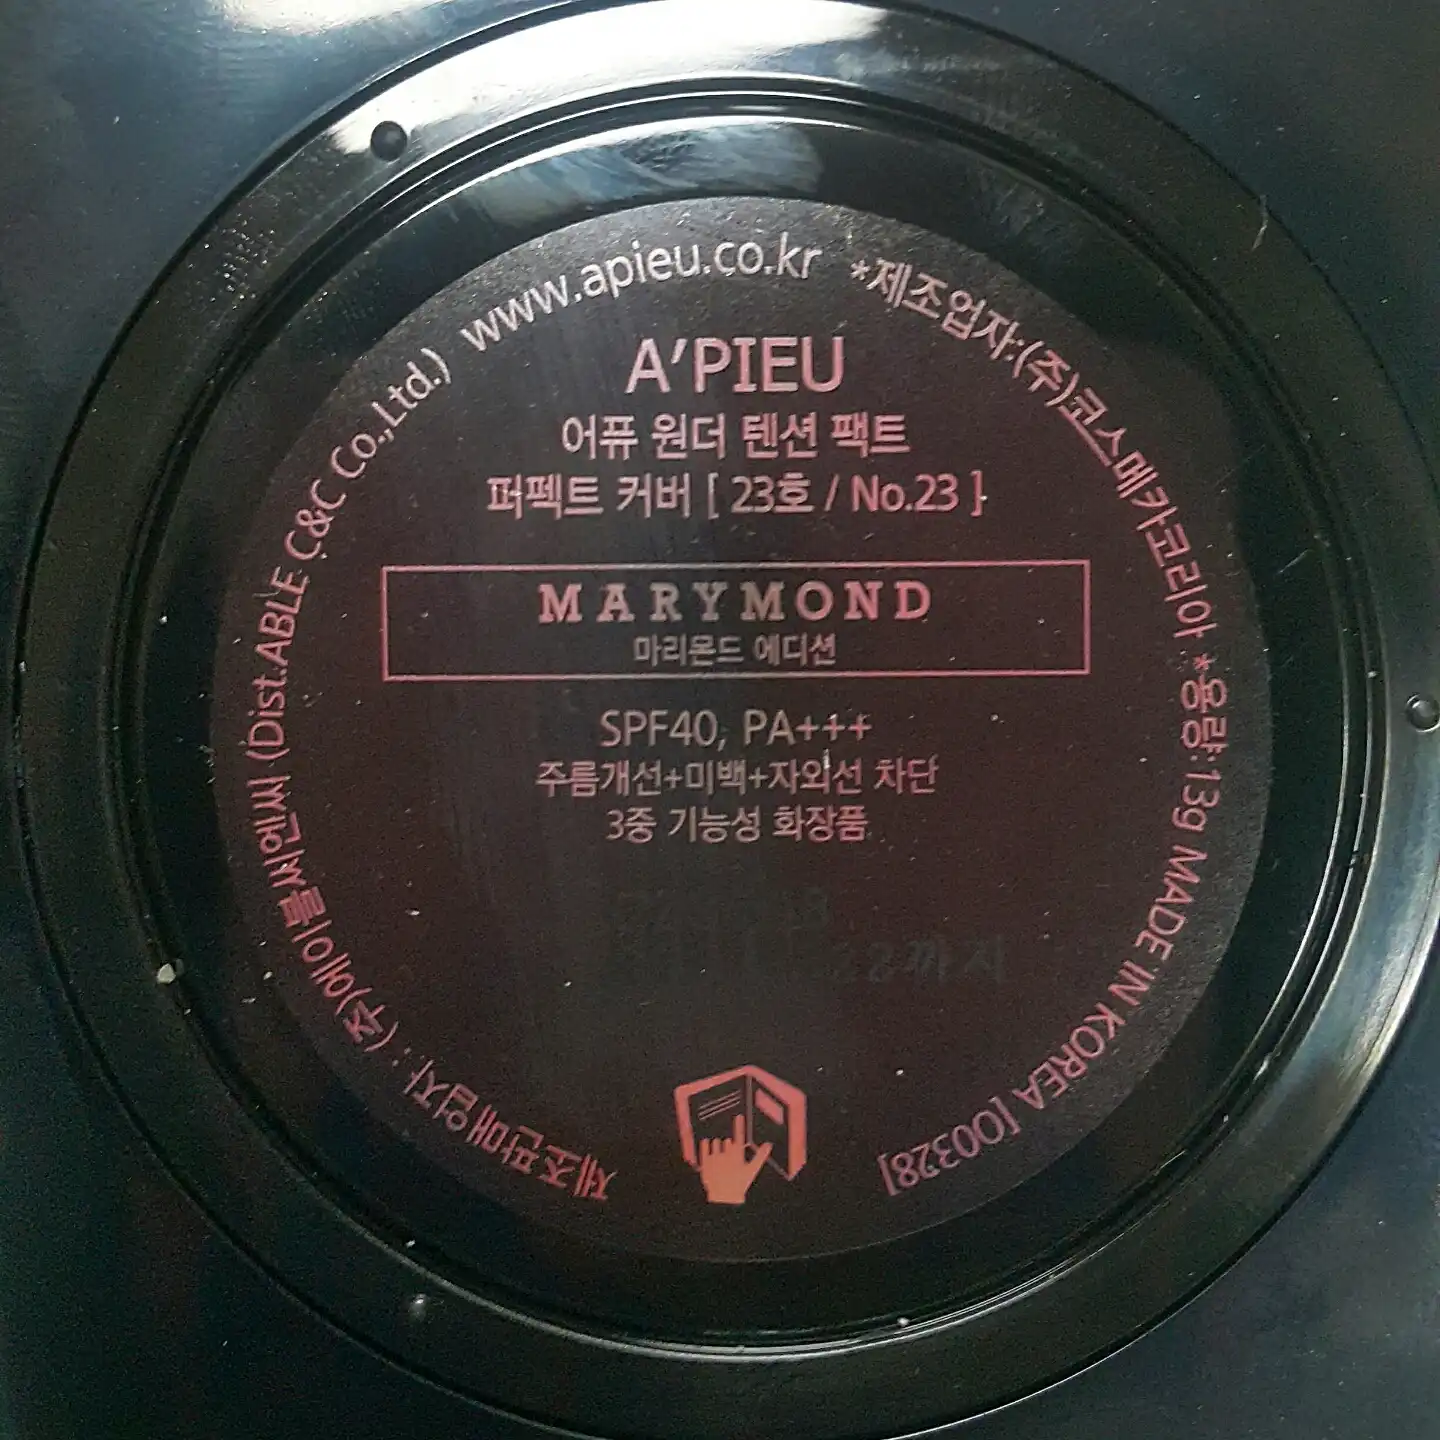 www.apieu.co.kr *제조업자:(주)코스메카코리아 *용량:13g MADE IN KOREA [O0328]
A'PIEU
어퓨 원더 텐션 팩트
퍼펙트 커버 [ 23호 / No.23 ]
MARYMOND
마리몬드 에디션
SPF40, PA+++
주름개선+미백+자외선 차단
3중 기능성 화장품
까지
제조판매업자 : (주)에이블씨엔씨 (Dist.ABLE C&C Co.,Ltd.)